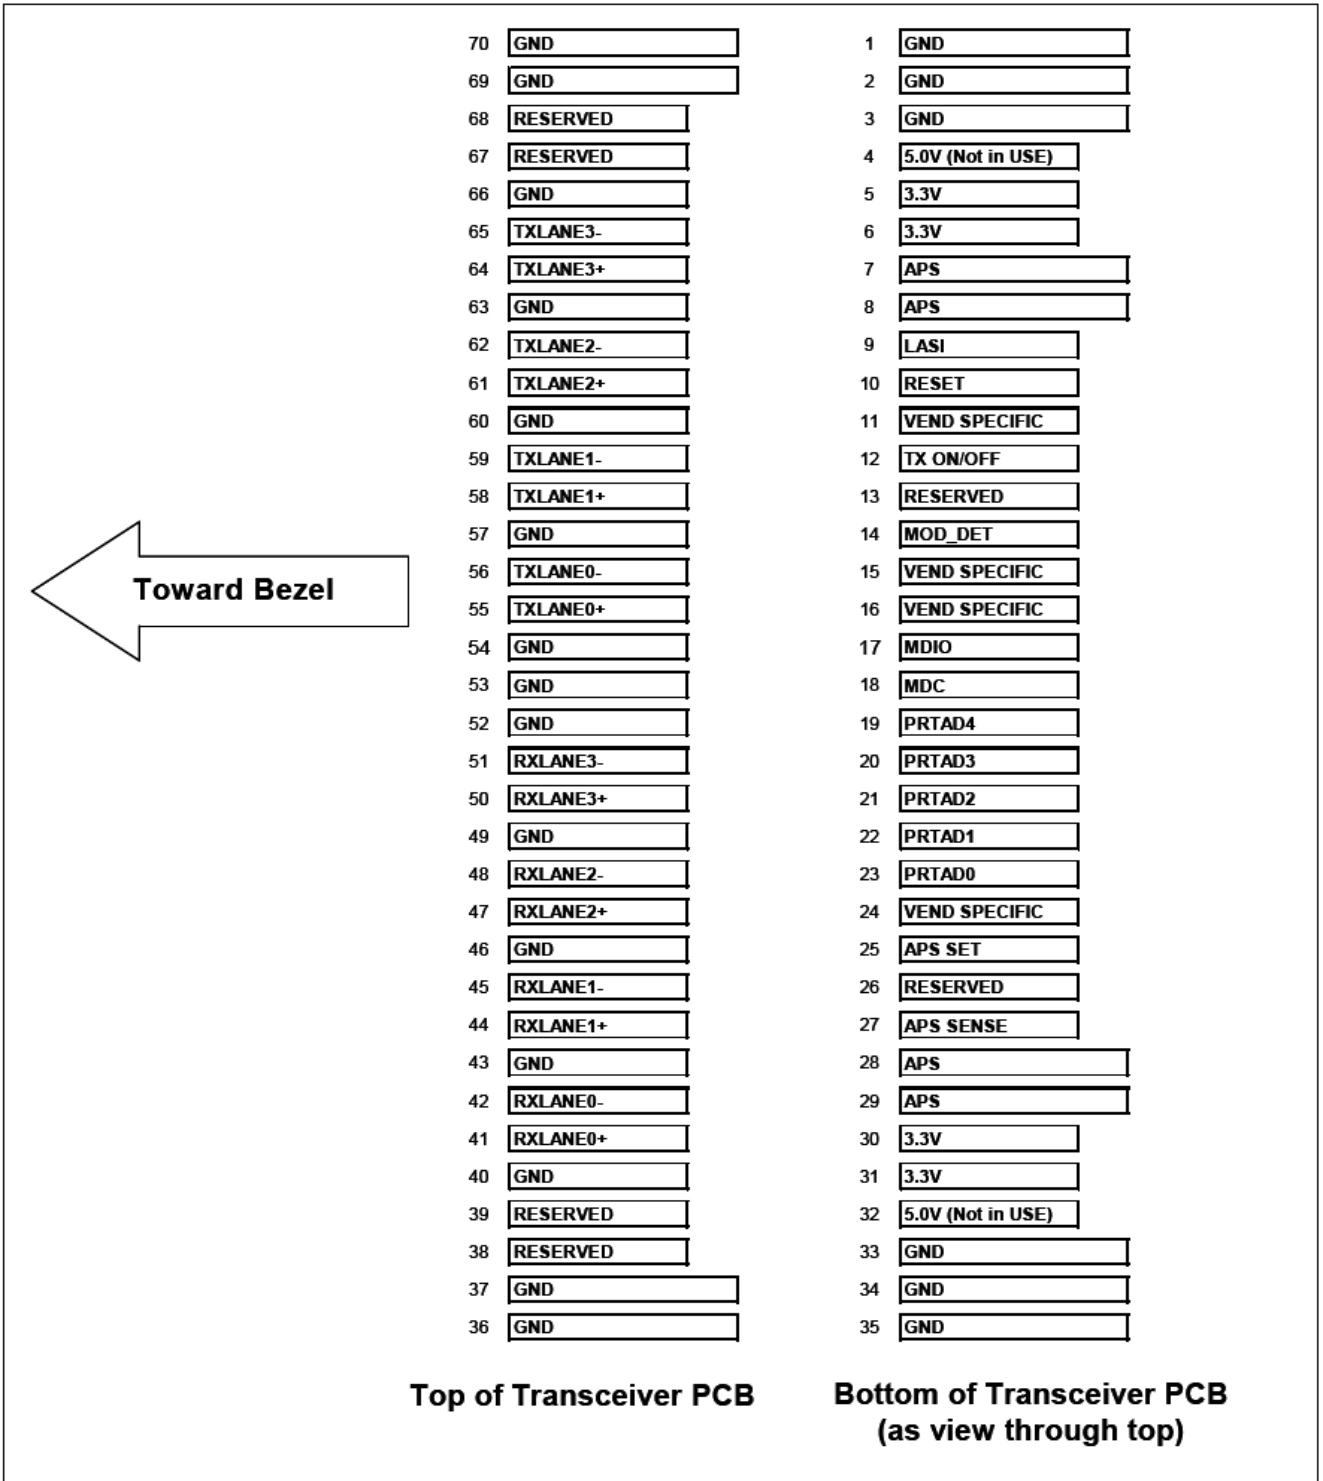 70 GND 1 GND
69 GND 2 GND
68 RESERVED 3 GND
67 RESERVED 4 5.0V (Not in USE)
66 GND 5 3.3V
65 TXLANE3- 6 3.3V
64 TXLANE3+ 7 APS
63 GND 8 APS
62 TXLANE2- 9 LASI
61 TXLANE2+ 10 RESET
60 GND 11 VEND SPECIFIC
59 TXLANE1- 12 TX ON/OFF
58 TXLANE1+ 13 RESERVED
57 GND 14 MOD_DET
56 TXLANE0- 15 VEND SPECIFIC
Toward Bezel
55 TXLANE0+ 16 VEND SPECIFIC
54 GND 17 MDIO
53 GND 18 MDC
52 GND 19 PRTAD4
51 RXLANE3- 20 PRTAD3
50 RXLANE3+ 21 PRTAD2
49 GND 22 PRTAD1
48 RXLANE2- 23 PRTAD0
47 RXLANE2+ 24 VEND SPECIFIC
46 GND 25 APS SET
45 RXLANE1- 26 RESERVED
44 RXLANE1+ 27 APS SENSE
43 GND 28 APS
42 RXLANE0- 29 APS
41 RXLANE0+ 30 3.3V
40 GND 31 3.3V
39 RESERVED 32 5.0V (Not in USE)
38 RESERVED 33 GND
37 GND 34 GND
36 GND 35 GND
Top of Transceiver PCB
Bottom of Transceiver PCB
(as view through top)